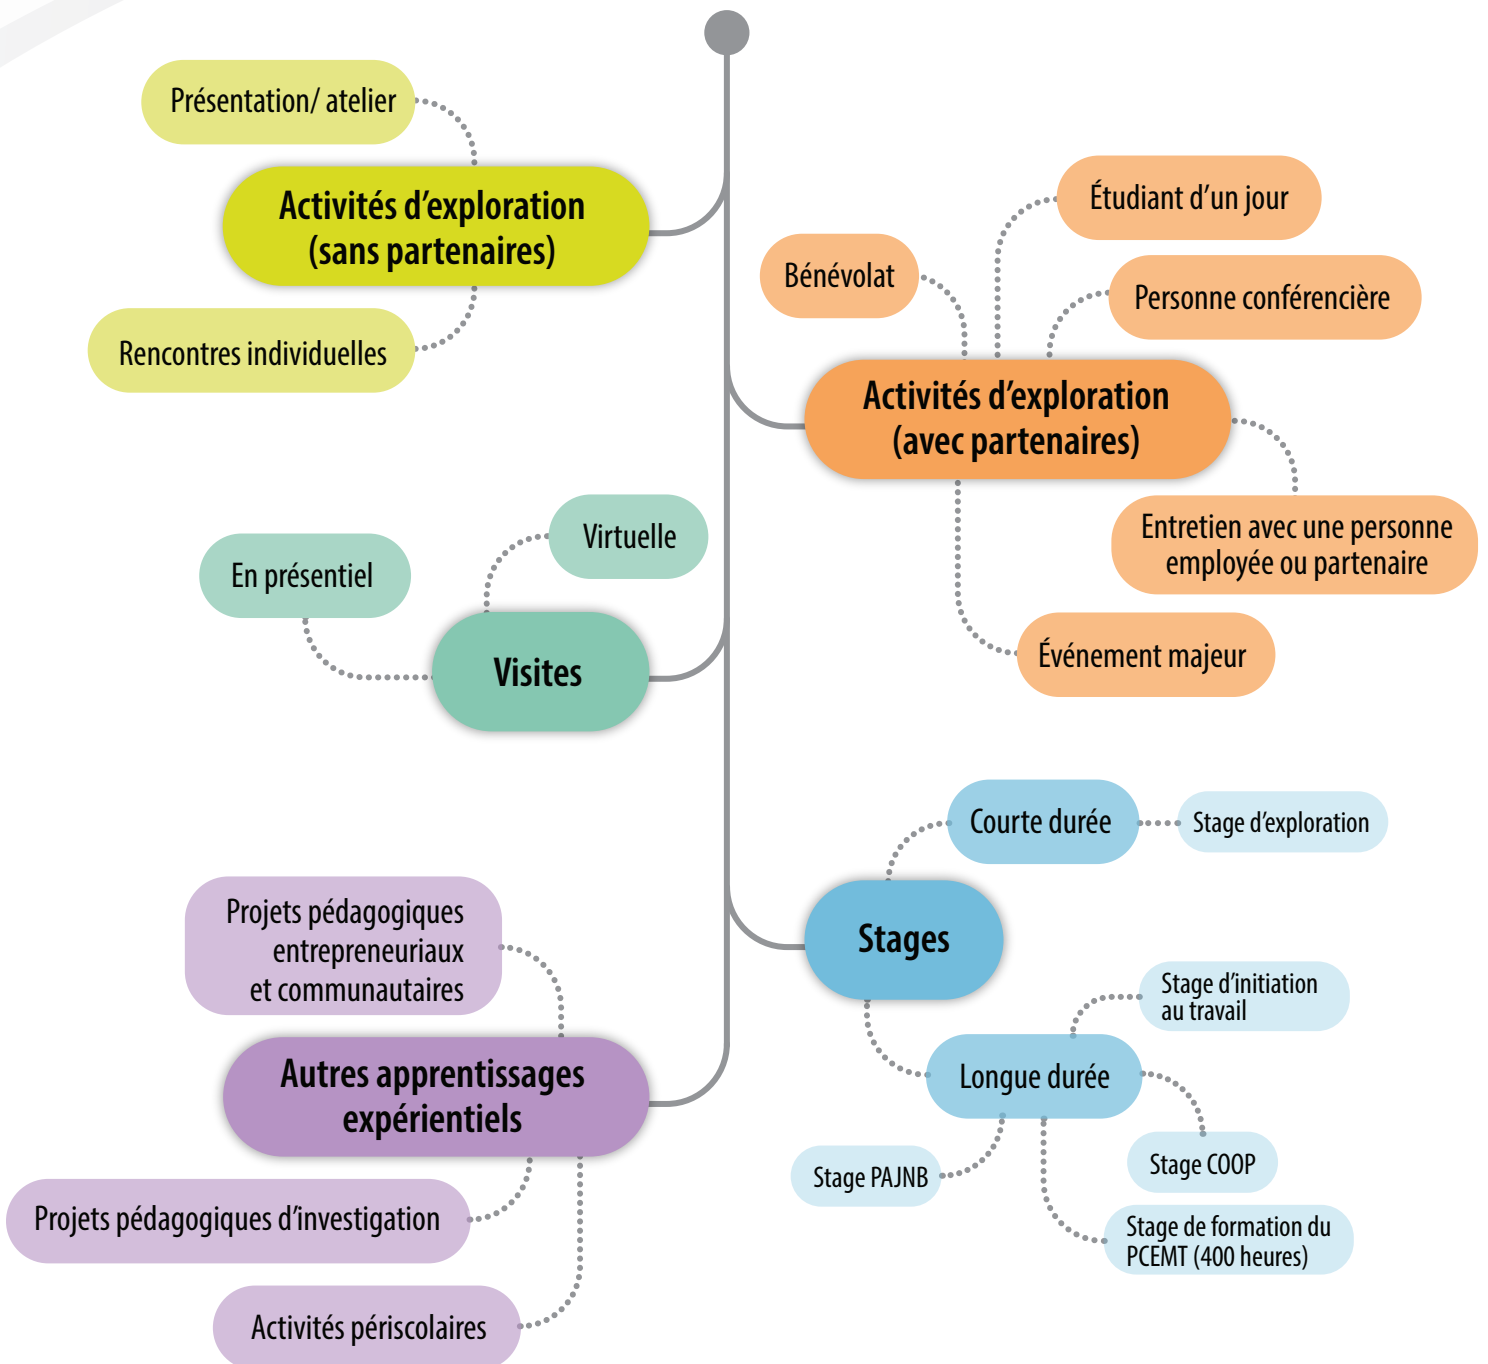 Présentation/ atelier
Activités d'exploration
(sans partenaires)
Rencontres individuelles
Étudiant d'un jour
Bénévolat
Personne conférencière
Activités d'exploration
(avec partenaires)
Entretien avec une personne
employée ou partenaire
Événement majeur
Virtuelle
En présentiel
Visites
Courte durée
Stage d'exploration
Stages
Stage d'initiation
au travail
Longue durée
Stage COOP
Stage PAJNB
Stage de formation du
PCEMT (400 heures)
Projets pédagogiques
entrepreneuriaux
et communautaires
Autres apprentissages
expérientiels
Projets pédagogiques d'investigation
Activités périscolaires